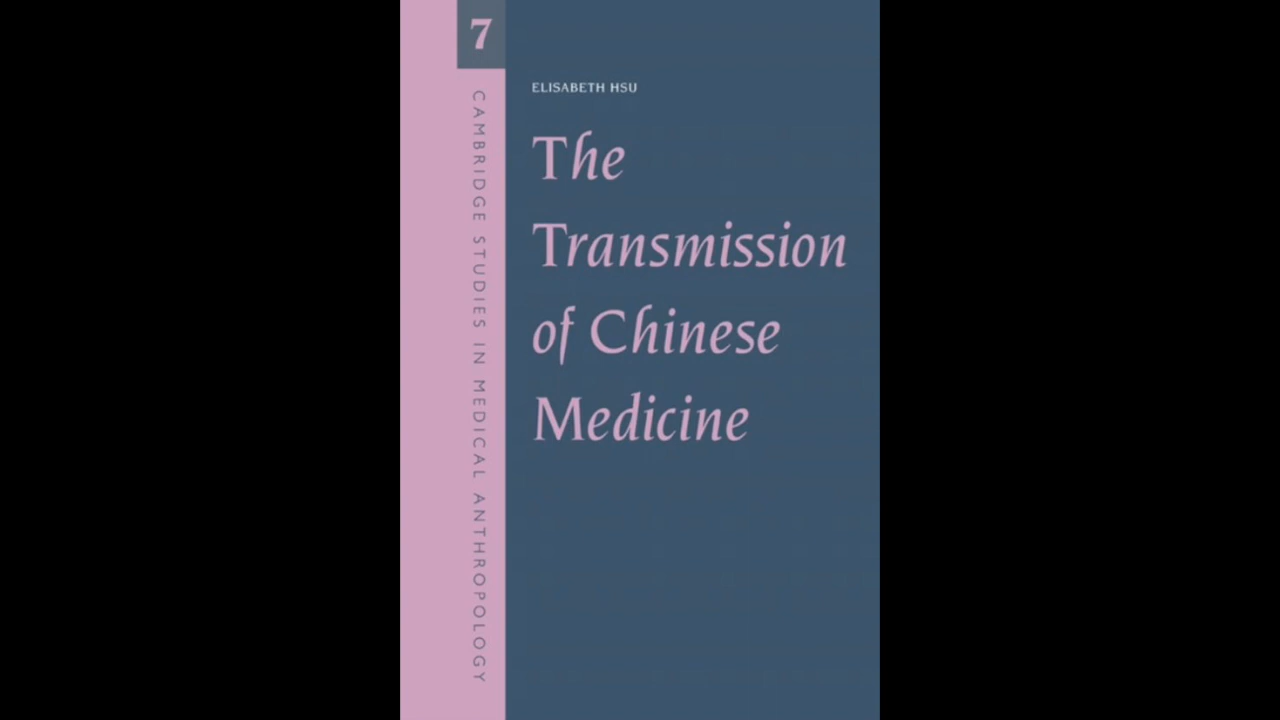 7
CAMBRIDGE STUDIES IN MEDICAL ANTHROPOLOGY
ELISABETH HSU
The
Transmission
of Chinese
Medicine